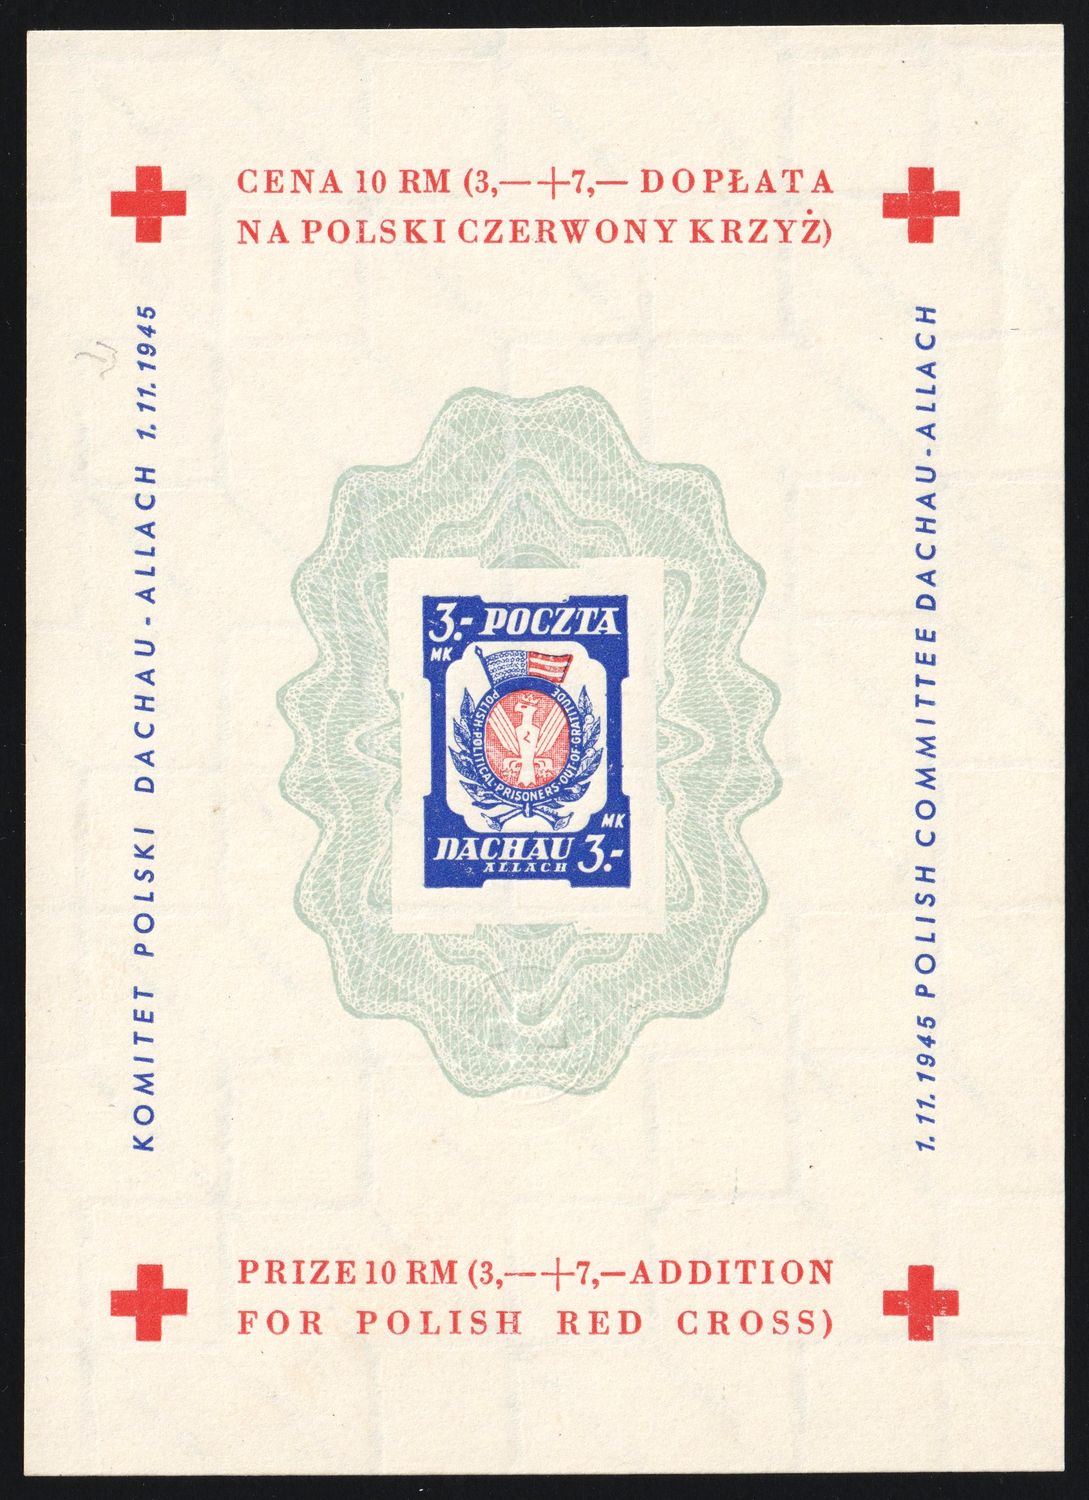 CENA 10 RM (3,—+7,— DOPŁATA
NA POLSKI CZERWONY KRZYŻ)
KOMITET POLSKI DACHAU-ALLACH 1.11.1945
3.- POCZTA
MK
POLISH·POLITICAL·PRISONERS·OUT·OF·GRATITUDE
MK
DACHAU 3.-
ALLACH
1.11.1945 POLISH COMMITTEE DACHAU-ALLACH
PRIZE 10 RM (3,—+7,—ADDITION
FOR POLISH RED CROSS)